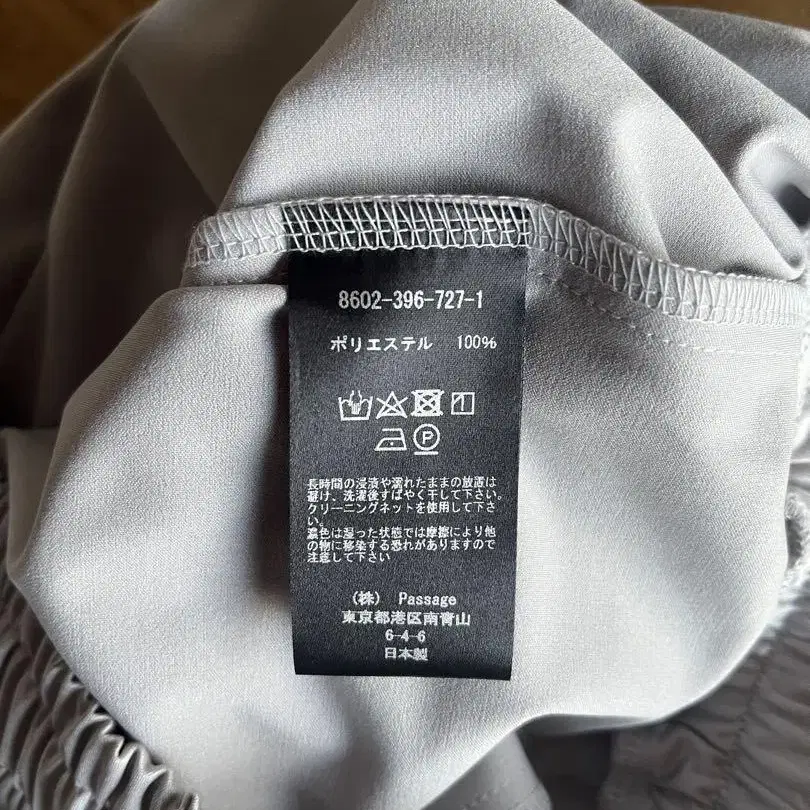 8602-396-727-1
ポリエステル 100%
長時間の浸漬や濡れたままの放置は
避け、洗濯後すばやく干して下さい。
クリーニングネットを使用して下さ
い。
濃色は湿った状態では摩擦により他
の物に移染する恐れがありますので
注意して下さい
P
(株) Passage
東京都港区南青山
6-4-6
日本製